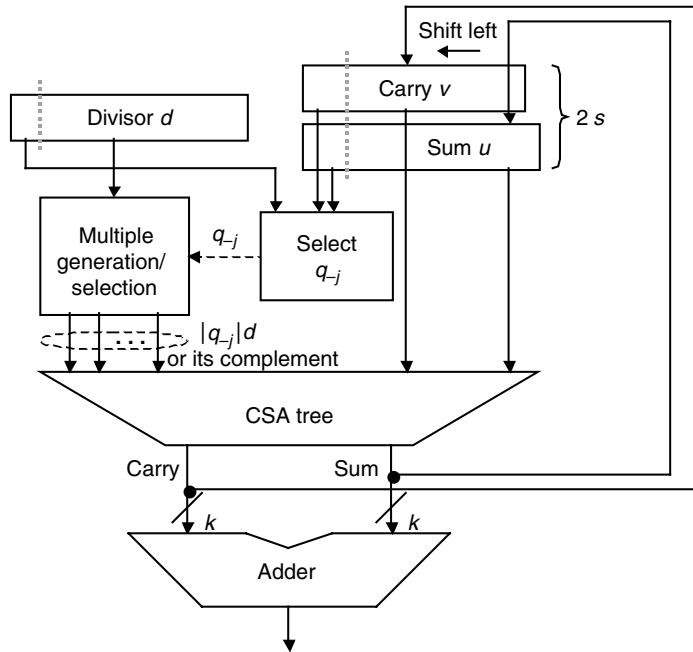 Shift left
Carry v
2 s
Divisor d
Sum u
Multiple
generation/
selection
q–j
Select
q–j
|q–j|d
or its complement
. . .
CSA tree
Carry
Sum
k
k
Adder